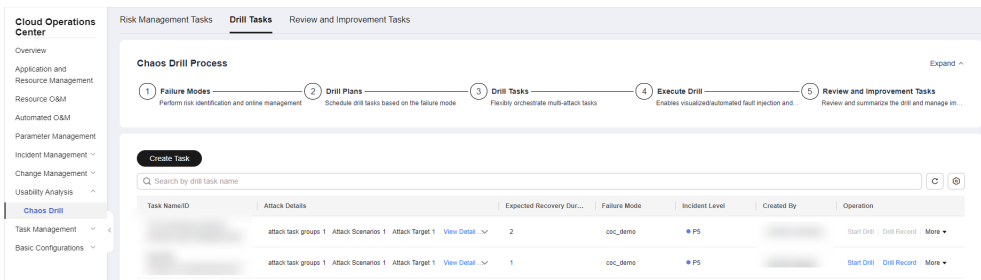 Cloud Operations
Center
Overview
Application and
Resource Management
Resource O&M
Automated O&M
Parameter Management
Incident Management
Change Management
Usability Analysis
Chaos Drill
Task Management
Basic Configurations
Risk Management Tasks Drill Tasks Review and Improvement Tasks
Chaos Drill Process Expand
1 Failure Modes 2 Drill Plans 3 Drill Tasks 4 Execute Drill 5 Review and Improvement Tasks
Perform risk identification and online management Schedule drill tasks based on the failure mode Flexibly orchestrate multi-attack tasks Enables visualized/automated fault injection and... Review and summarize the drill and manage im...
Create Task
Search by drill task name
Task Name/ID Attack Details Expected Recovery Dur... Failure Mode Incident Level Created By Operation
attack task groups 1 Attack Scenarios 1 Attack Target 1 View Detail... 2 coc_demo P5 Start Drill Drill Record More
attack task groups 1 Attack Scenarios 1 Attack Target 1 View Detail... 1 coc_demo P5 Start Drill Drill Record More